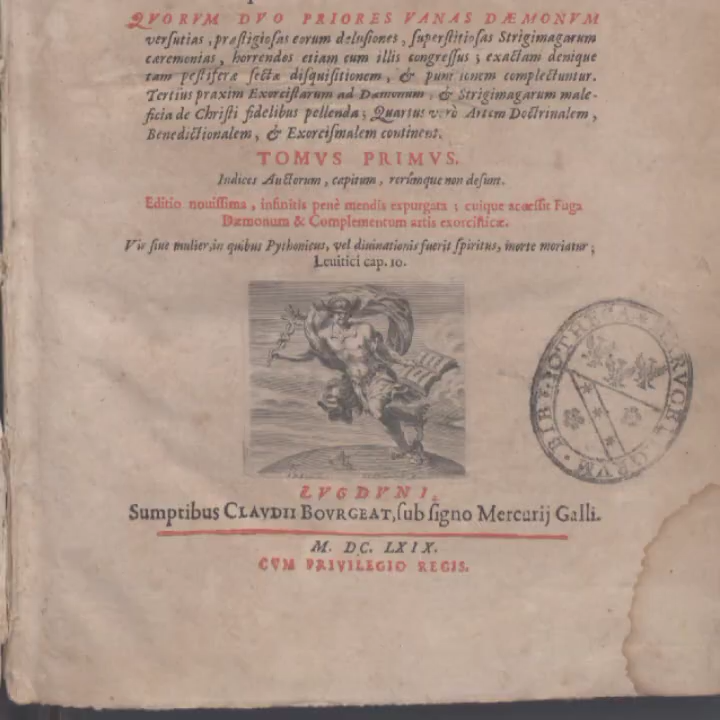 QVORVM DVO PRIORES VANAS DÆMONVM
versutias, præstigiosas eorum delusiones, superstitiosas Strigimagarum
cæremonias, horrendos etiam cum illis congressus; exactam denique
tam pestiferæ sectæ disquisitionem, & punitionem complectuntur.
Tertius praxim Exorcistarum ad Dæmonum, & Strigimagarum male-
ficia de Christi fidelibus pellenda; Quartus verò Artem Doctrinalem,
Benedictionalem, & Exorcismalem continent.
TOMVS PRIMVS.
Indices Auctorum, capitum, rerúmque non desunt.
Editio nouissima, infinitis penè mendis expurgata; cuique accessit Fuga
Dæmonum & Complementum artis exorcisticæ.
Vir siue mulier, in quibus Pythonicus, vel diuinationis fuerit spiritus, morte moriatur;
Leuitici cap. 10.
BIBLIOTHECA
LVGDVNI,
Sumptibus CLAVDII BOVRGEAT, sub signo Mercurij Galli.
M. DC. LXIX.
CVM PRIVILEGIO REGIS.